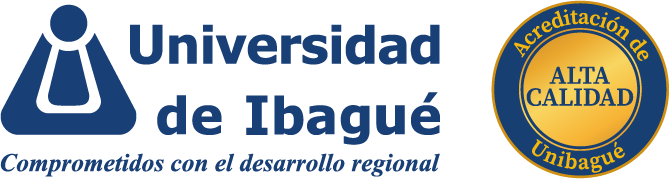 Universidad
de Ibagué
Comprometidos con el desarrollo regional
Acreditación de
ALTA
CALIDAD
Unibagué